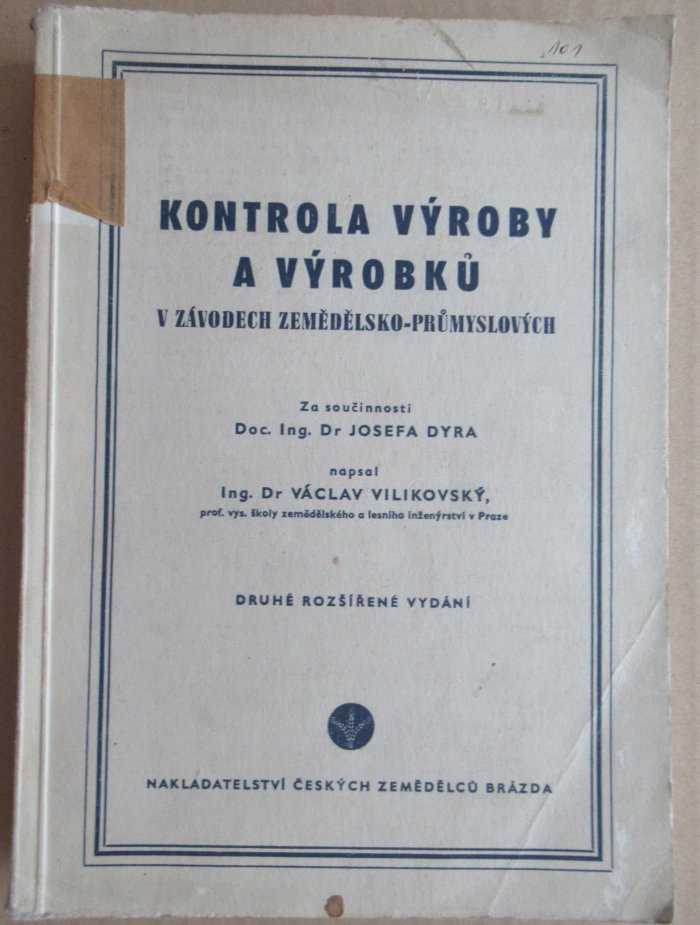 101
KONTROLA VÝROBY
A VÝROBKŮ
V ZÁVODECH ZEMĚDĚLSKO-PRŮMYSLOVÝCH
Za součinnosti
Doc. Ing. Dr JOSEFA DYRA
napsal
Ing. Dr VÁCLAV VILIKOVSKÝ,
prof. vys. školy zemědělského a lesního inženýrství v Praze
DRUHÉ ROZŠÍŘENÉ VYDÁNÍ
NAKLADATELSTVÍ ČESKÝCH ZEMĚDĚLCŮ BRÁZDA